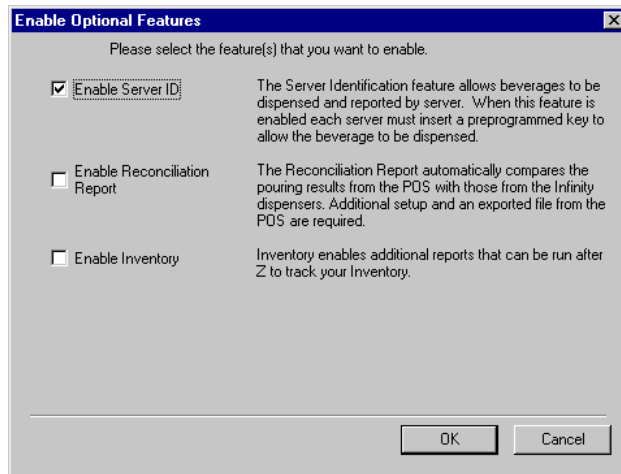 Enable Optional Features
Please select the feature(s) that you want to enable.
Enable Server ID
The Server Identification feature allows beverages to be
dispensed and reported by server. When this feature is
enabled each server must insert a preprogrammed key to
allow the beverage to be dispensed.
Enable Reconciliation
Report
The Reconciliation Report automatically compares the
pouring results from the POS with those from the Infinity
dispensers. Additional setup and an exported file from the
POS are required.
Enable Inventory
Inventory enables additional reports that can be run after
Z to track your Inventory.
OK
Cancel